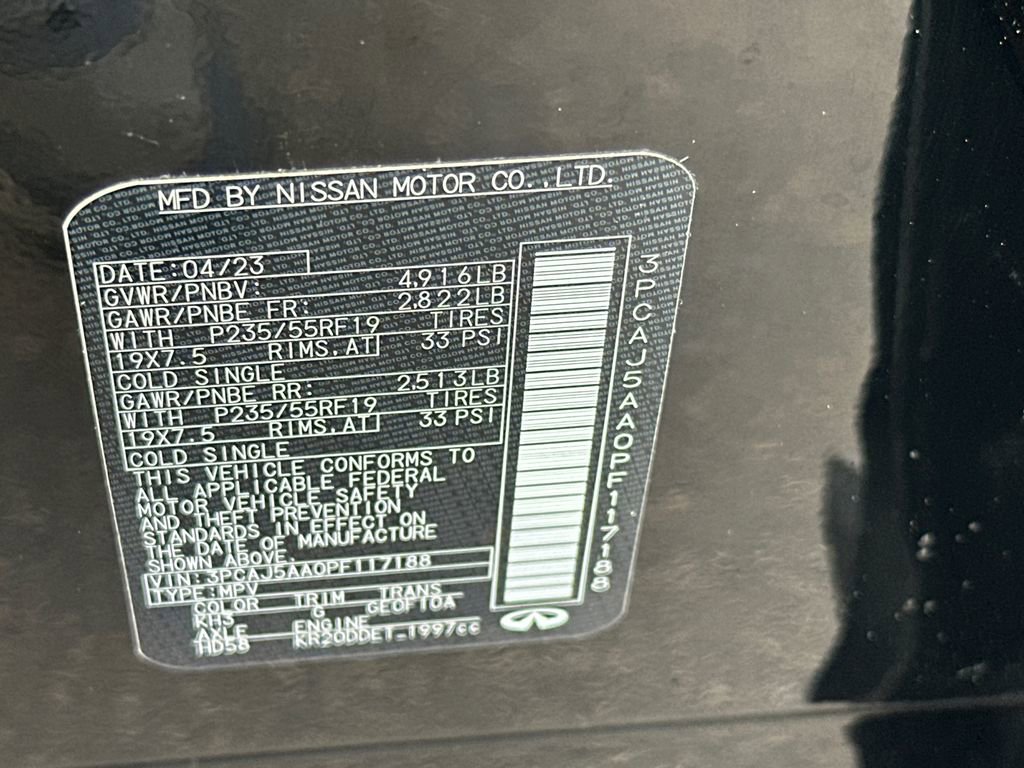 MFD BY NISSAN MOTOR CO.,LTD.
DATE:04/23
GVWR/PNBV: 4,916LB
GAWR/PNBE FR: 2,822LB
WITH P235/55RF19 TIRES
19X7.5 RIMS.AT 33 PSI
COLD SINGLE
GAWR/PNBE RR: 2,513LB
WITH P235/55RF19 TIRES
19X7.5 RIMS.AT 33 PSI
COLD SINGLE
THIS VEHICLE CONFORMS TO
ALL APPLICABLE FEDERAL
MOTOR VEHICLE SAFETY
AND THEFT PREVENTION
STANDARDS IN EFFECT ON
THE DATE OF MANUFACTURE
SHOWN ABOVE.
VIN:3PCAJ5AA0PF117188
TYPE:MPV
COLOR TRIM TRANS
KH3 G GE0F10A
AXLE ENGINE
HD58 KR20DDET-1997cc
3PCAJ5AA0PF117188